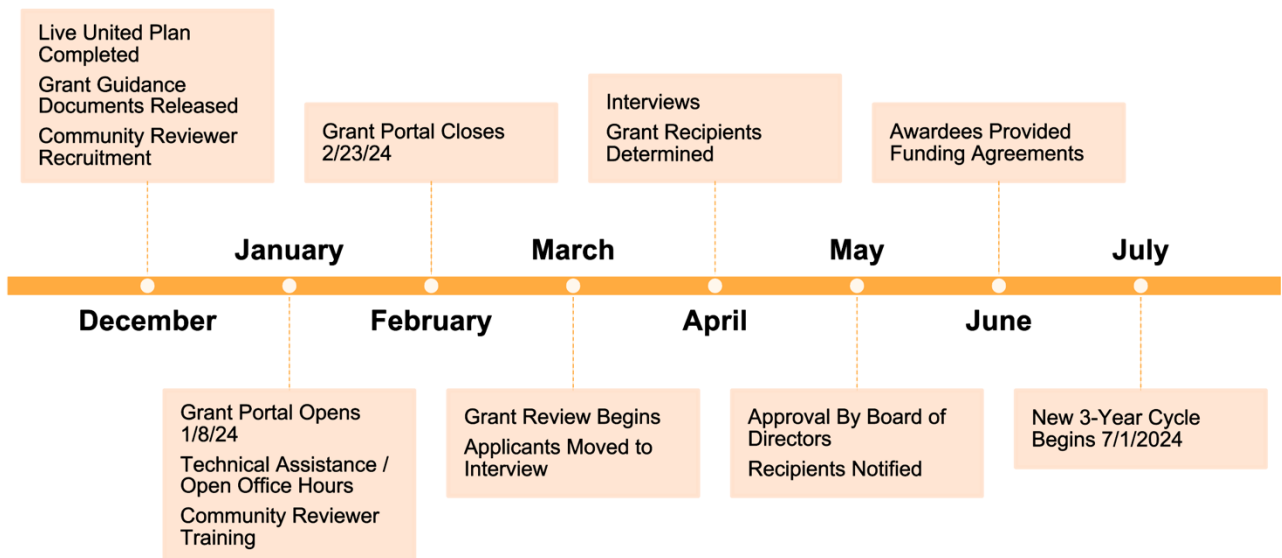 Live United Plan
Completed
Grant Guidance
Documents Released
Community Reviewer
Recruitment
Grant Portal Closes
2/23/24
Interviews
Grant Recipients
Determined
Awardees Provided
Funding Agreements
January
March
May
July
December
February
April
June
Grant Portal Opens
1/8/24
Technical Assistance /
Open Office Hours
Community Reviewer
Training
Grant Review Begins
Applicants Moved to
Interview
Approval By Board of
Directors
Recipients Notified
New 3-Year Cycle
Begins 7/1/2024